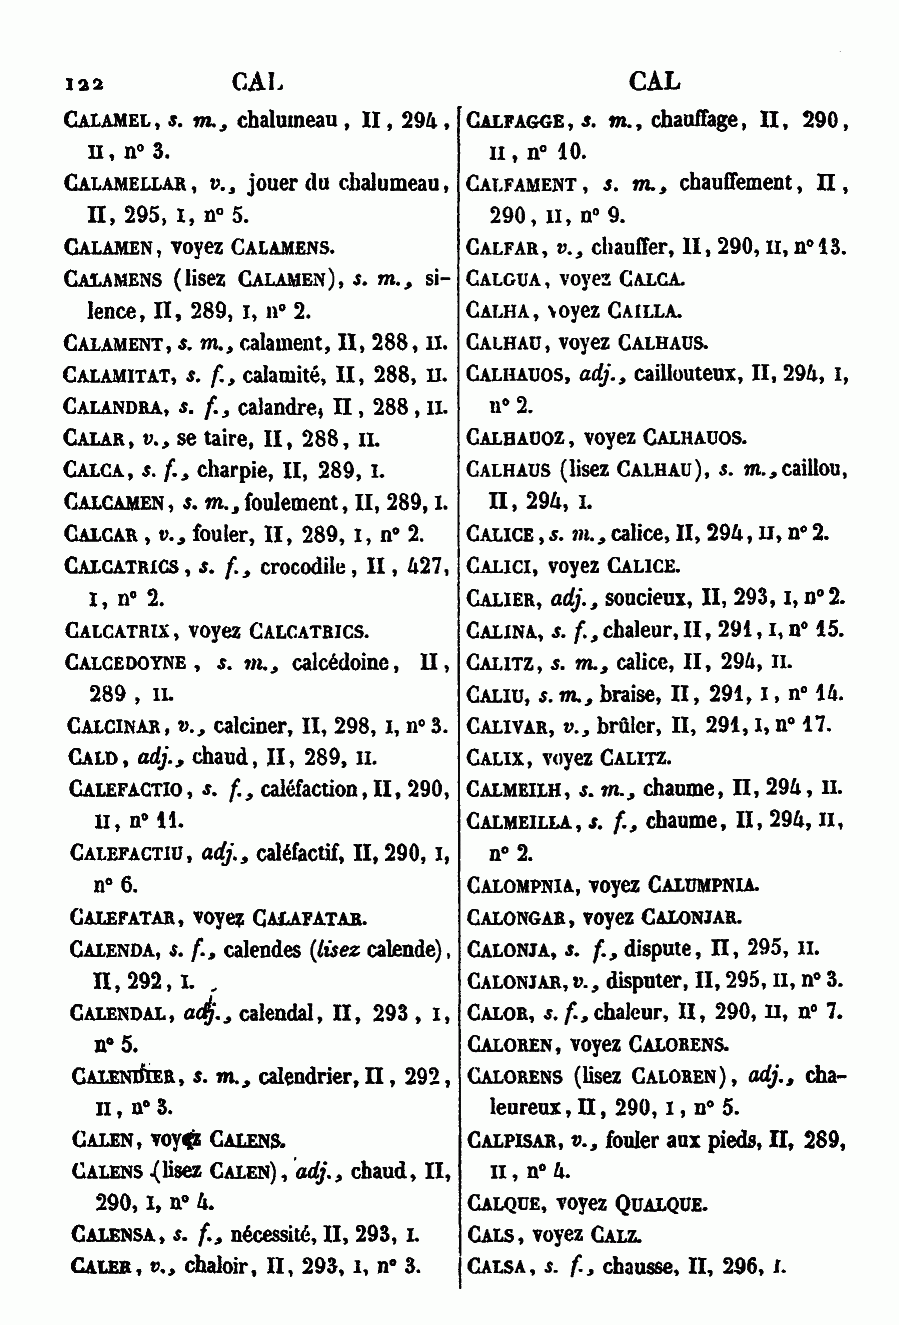 122 CAL CAL
CALAMEL, s. m., chalumeau, II, 294,
II, n° 3.
CALAMELLAR, v., jouer du chalumeau,
II, 295, I, n° 5.
CALAMEN, voyez CALAMENS.
CALAMENS (lisez CALAMEN), s. m., si-
lence, II, 289, I, n° 2.
CALAMENT, s. m., calament, II, 288, II.
CALAMITAT, s. f., calamité, II, 288, II.
CALANDRA, s. f., calandre, II, 288, II.
CALAR, v., se taire, II, 288, II.
CALCA, s. f., charpie, II, 289, I.
CALCAMEN, s. m., foulement, II, 289, I.
CALCAR, v., fouler, II, 289, I, n° 2.
CALCATRICS, s. f., crocodile, II, 427,
I, n° 2.
CALCATRIX, voyez CALCATRICS.
CALCEDOYNE, s. m., calcédoine, II,
289, II.
CALCINAR, v., calciner, II, 298, I, n° 3.
CALD, adj., chaud, II, 289, II.
CALEFACTIO, s. f., caléfaction, II, 290,
II, n° 11.
CALEFACTIU, adj., caléfactif, II, 290, I,
n° 6.
CALEFATAR, voyez CALAFATAR.
CALENDA, s. f., calendes (lisez calende),
II, 292, I.
CALENDAL, adj., calendal, II, 293, I,
n° 5.
CALENDIER, s. m., calendrier, II, 292,
II, n° 3.
CALEN, voyez CALENS.
CALENS (lisez CALEN), adj., chaud, II,
290, I, n° 4.
CALENSA, s. f., nécessité, II, 293, I.
CALER, v., chaloir, II, 293, I, n° 3.
CALFAGGE, s. m., chauffage, II, 290,
II, n° 10.
CALFAMENT, s. m., chauffement, II,
290, II, n° 9.
CALFAR, v., chauffer, II, 290, II, n° 13.
CALGUA, voyez CALCA.
CALHA, voyez CAILLA.
CALHAU, voyez CALHAUS.
CALHAUOS, adj., caillouteux, II, 294, I,
n° 2.
CALHAUOZ, voyez CALHAUOS.
CALHAUS (lisez CALHAU), s. m., caillou,
II, 294, I.
CALICE, s. m., calice, II, 294, II, n° 2.
CALICI, voyez CALICE.
CALIER, adj., soucieux, II, 293, I, n° 2.
CALINA, s. f., chaleur, II, 291, I, n° 15.
CALITZ, s. m., calice, II, 294, II.
CALIU, s. m., braise, II, 291, I, n° 14.
CALIVAR, v., brûler, II, 291, I, n° 17.
CALIX, voyez CALITZ.
CALMEILH, s. m., chaume, II, 294, II.
CALMEILLA, s. f., chaume, II, 294, II,
n° 2.
CALOMPNIA, voyez CALUMPNIA.
CALONGAR, voyez CALONJAR.
CALONJA, s. f., dispute, II, 295, II.
CALONJAR, v., disputer, II, 295, II, n° 3.
CALOR, s. f., chaleur, II, 290, II, n° 7.
CALOREN, voyez CALORENS.
CALORENS (lisez CALOREN), adj., cha-
leureux, II, 290, I, n° 5.
CALPISAR, v., fouler aux pieds, II, 289,
II, n° 4.
CALQUE, voyez QUALQUE.
CALS, voyez CALZ.
CALSA, s. f., chausse, II, 296, I.